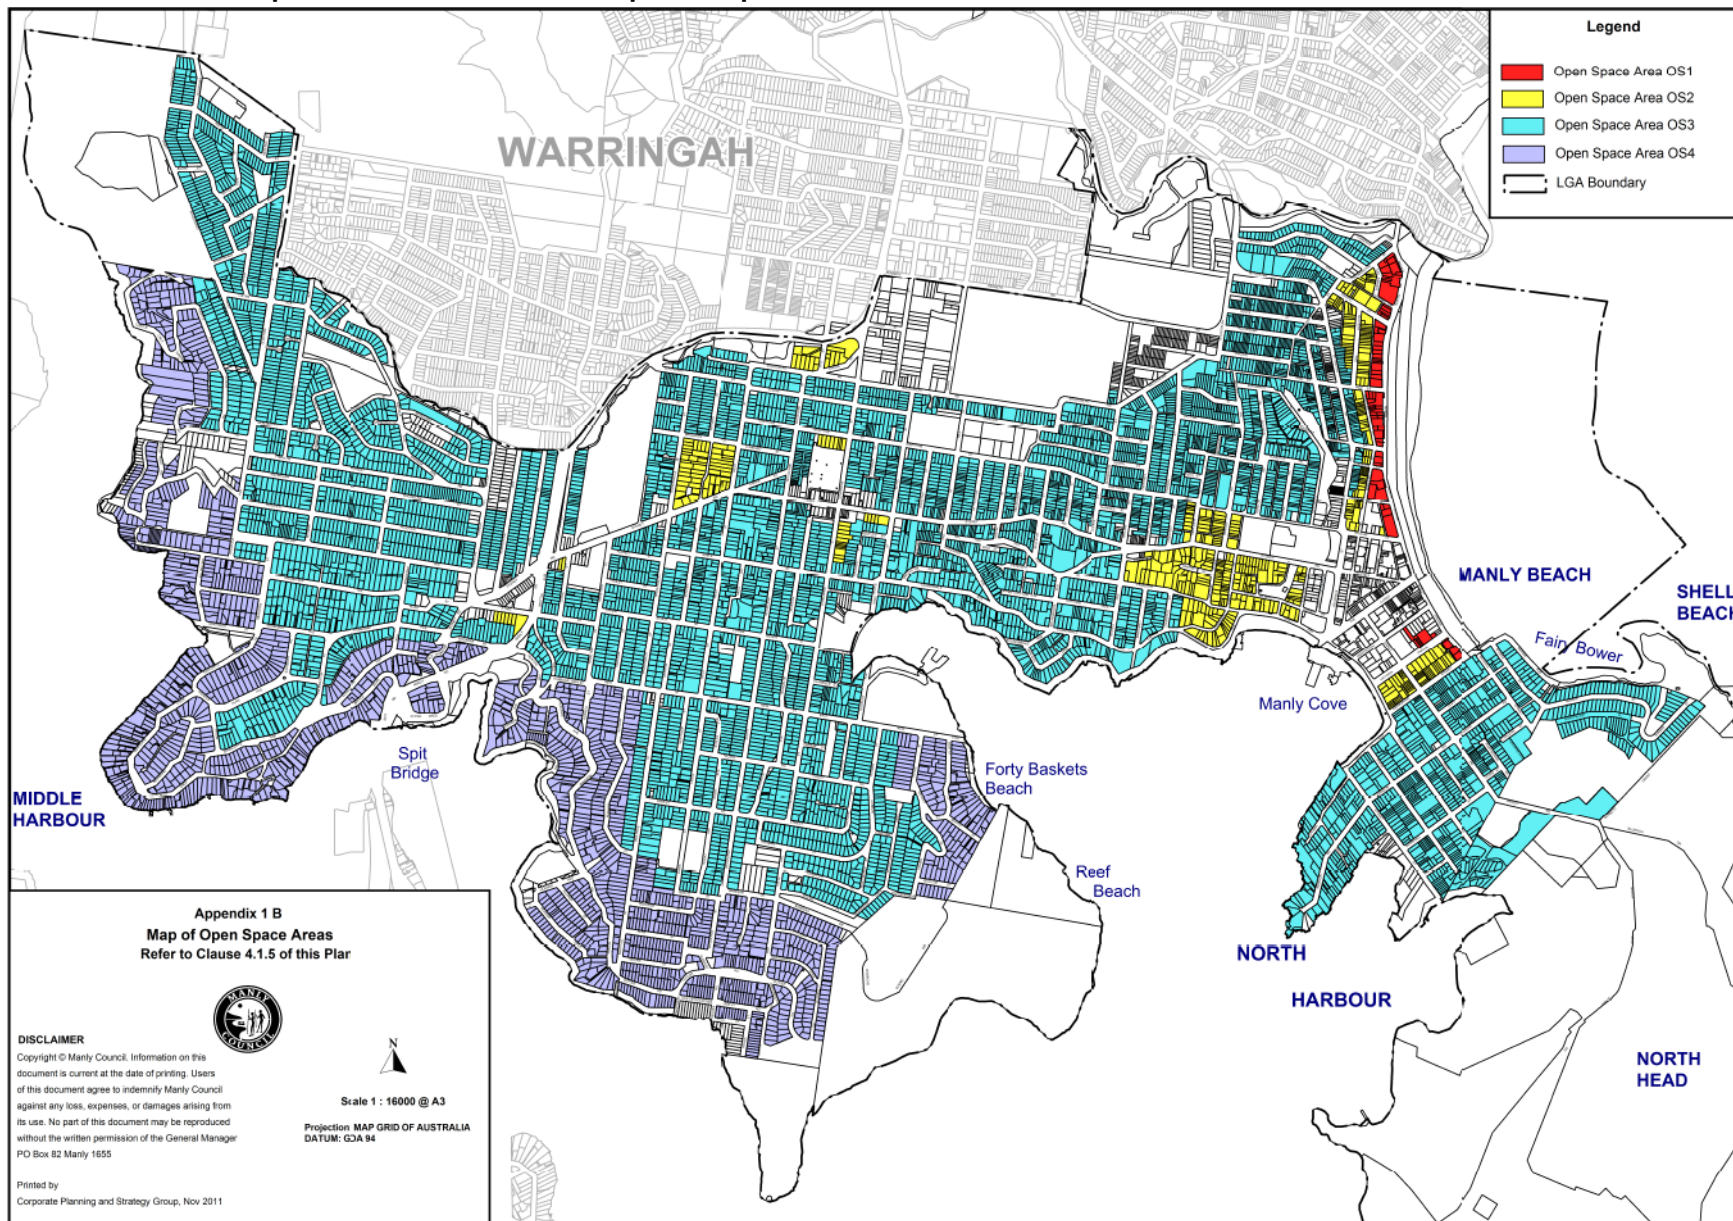 WARRINGAH
Legend
Open Space Area OS1
Open Space Area OS2
Open Space Area OS3
Open Space Area OS4
LGA Boundary
MANLY BEACH
SHELL
BEACH
Fairy Bower
Manly Cove
Spit
Bridge
Forty Baskets
Beach
MIDDLE
HARBOUR
Reef
Beach
NORTH
HARBOUR
NORTH
HEAD
Appendix 1 B
Map of Open Space Areas
Refer to Clause 4.1.5 of this Plan
MANLY
COUNCIL
DISCLAIMER
Copyright © Manly Council. Information on this
document is current at the date of printing. Users
of this document agree to indemnify Manly Council
against any loss, expenses, or damages arising from
its use. No part of this document may be reproduced
without the written permission of the General Manager
PO Box 82 Manly 1655
Printed by
Corporate Planning and Strategy Group, Nov 2011
N
Scale 1 : 16000 @ A3
Projection MAP GRID OF AUSTRALIA
DATUM: GDA 94